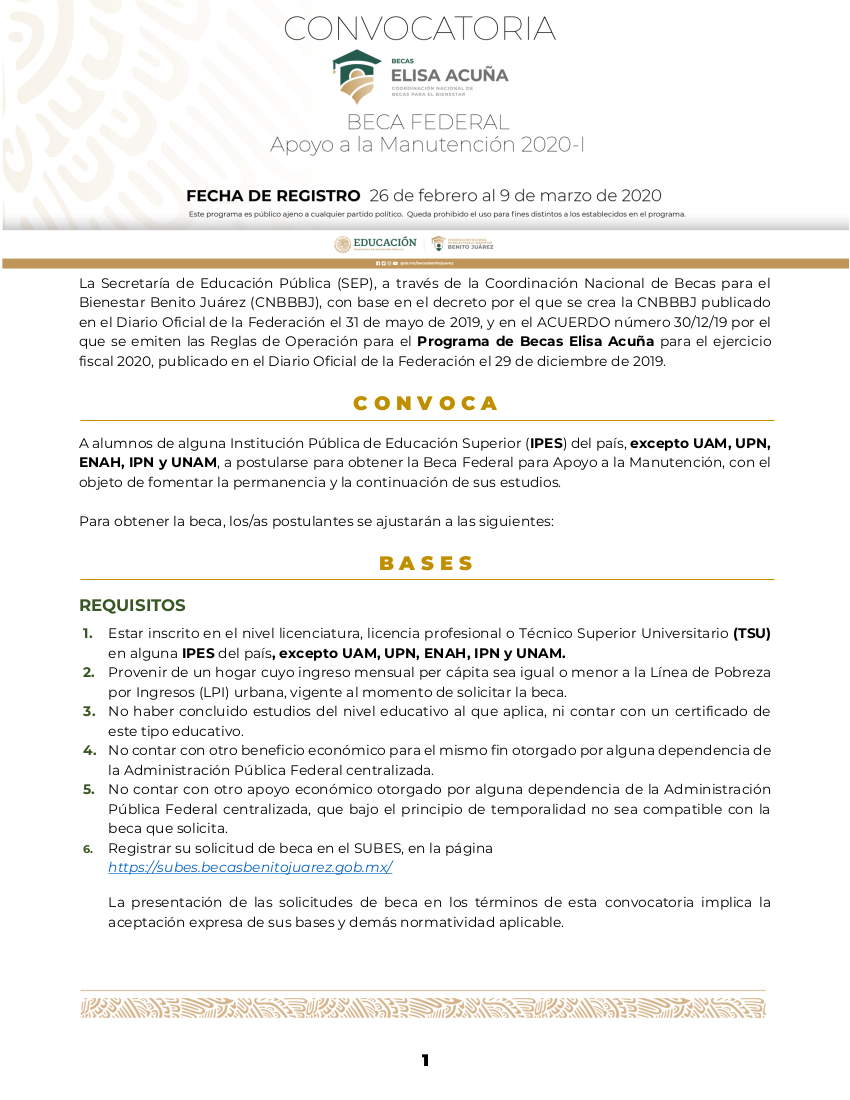 CONVOCATORIA
BECAS
ELISA ACUÑA
COORDINACIÓN NACIONAL DE
BECAS PARA EL BIENESTAR
BECA FEDERAL
Apoyo a la Manutención 2020-I
FECHA DE REGISTRO 26 de febrero al 9 de marzo de 2020
Este programa es público ajeno a cualquier partido político. Queda prohibido el uso para fines distintos a los establecidos en el programa.
EDUCACIÓN
BENITO JUÁREZ
La Secretaría de Educación Pública (SEP), a través de la Coordinación Nacional de Becas para el
Bienestar Benito Juárez (CNBBBJ), con base en el decreto por el que se crea la CNBBBJ publicado
en el Diario Oficial de la Federación el 31 de mayo de 2019, y en el ACUERDO número 30/12/19 por el
que se emiten las Reglas de Operación para el Programa de Becas Elisa Acuña para el ejercicio
fiscal 2020, publicado en el Diario Oficial de la Federación el 29 de diciembre de 2019.
CONVOCA
A alumnos de alguna Institución Pública de Educación Superior (IPES) del país, excepto UAM, UPN,
ENAH, IPN y UNAM, a postularse para obtener la Beca Federal para Apoyo a la Manutención, con el
objeto de fomentar la permanencia y la continuación de sus estudios.
Para obtener la beca, los/as postulantes se ajustarán a las siguientes:
BASES
REQUISITOS
1. Estar inscrito en el nivel licenciatura, licencia profesional o Técnico Superior Universitario (TSU)
en alguna IPES del país, excepto UAM, UPN, ENAH, IPN y UNAM.
2. Provenir de un hogar cuyo ingreso mensual per cápita sea igual o menor a la Línea de Pobreza
por Ingresos (LPI) urbana, vigente al momento de solicitar la beca.
3. No haber concluido estudios del nivel educativo al que aplica, ni contar con un certificado de
este tipo educativo.
4. No contar con otro beneficio económico para el mismo fin otorgado por alguna dependencia de
la Administración Pública Federal centralizada.
5. No contar con otro apoyo económico otorgado por alguna dependencia de la Administración
Pública Federal centralizada, que bajo el principio de temporalidad no sea compatible con la
beca que solicita.
6. Registrar su solicitud de beca en el SUBES, en la página
https://subes.becasbenitojuarez.gob.mx/
La presentación de las solicitudes de beca en los términos de esta convocatoria implica la
aceptación expresa de sus bases y demás normatividad aplicable.
1